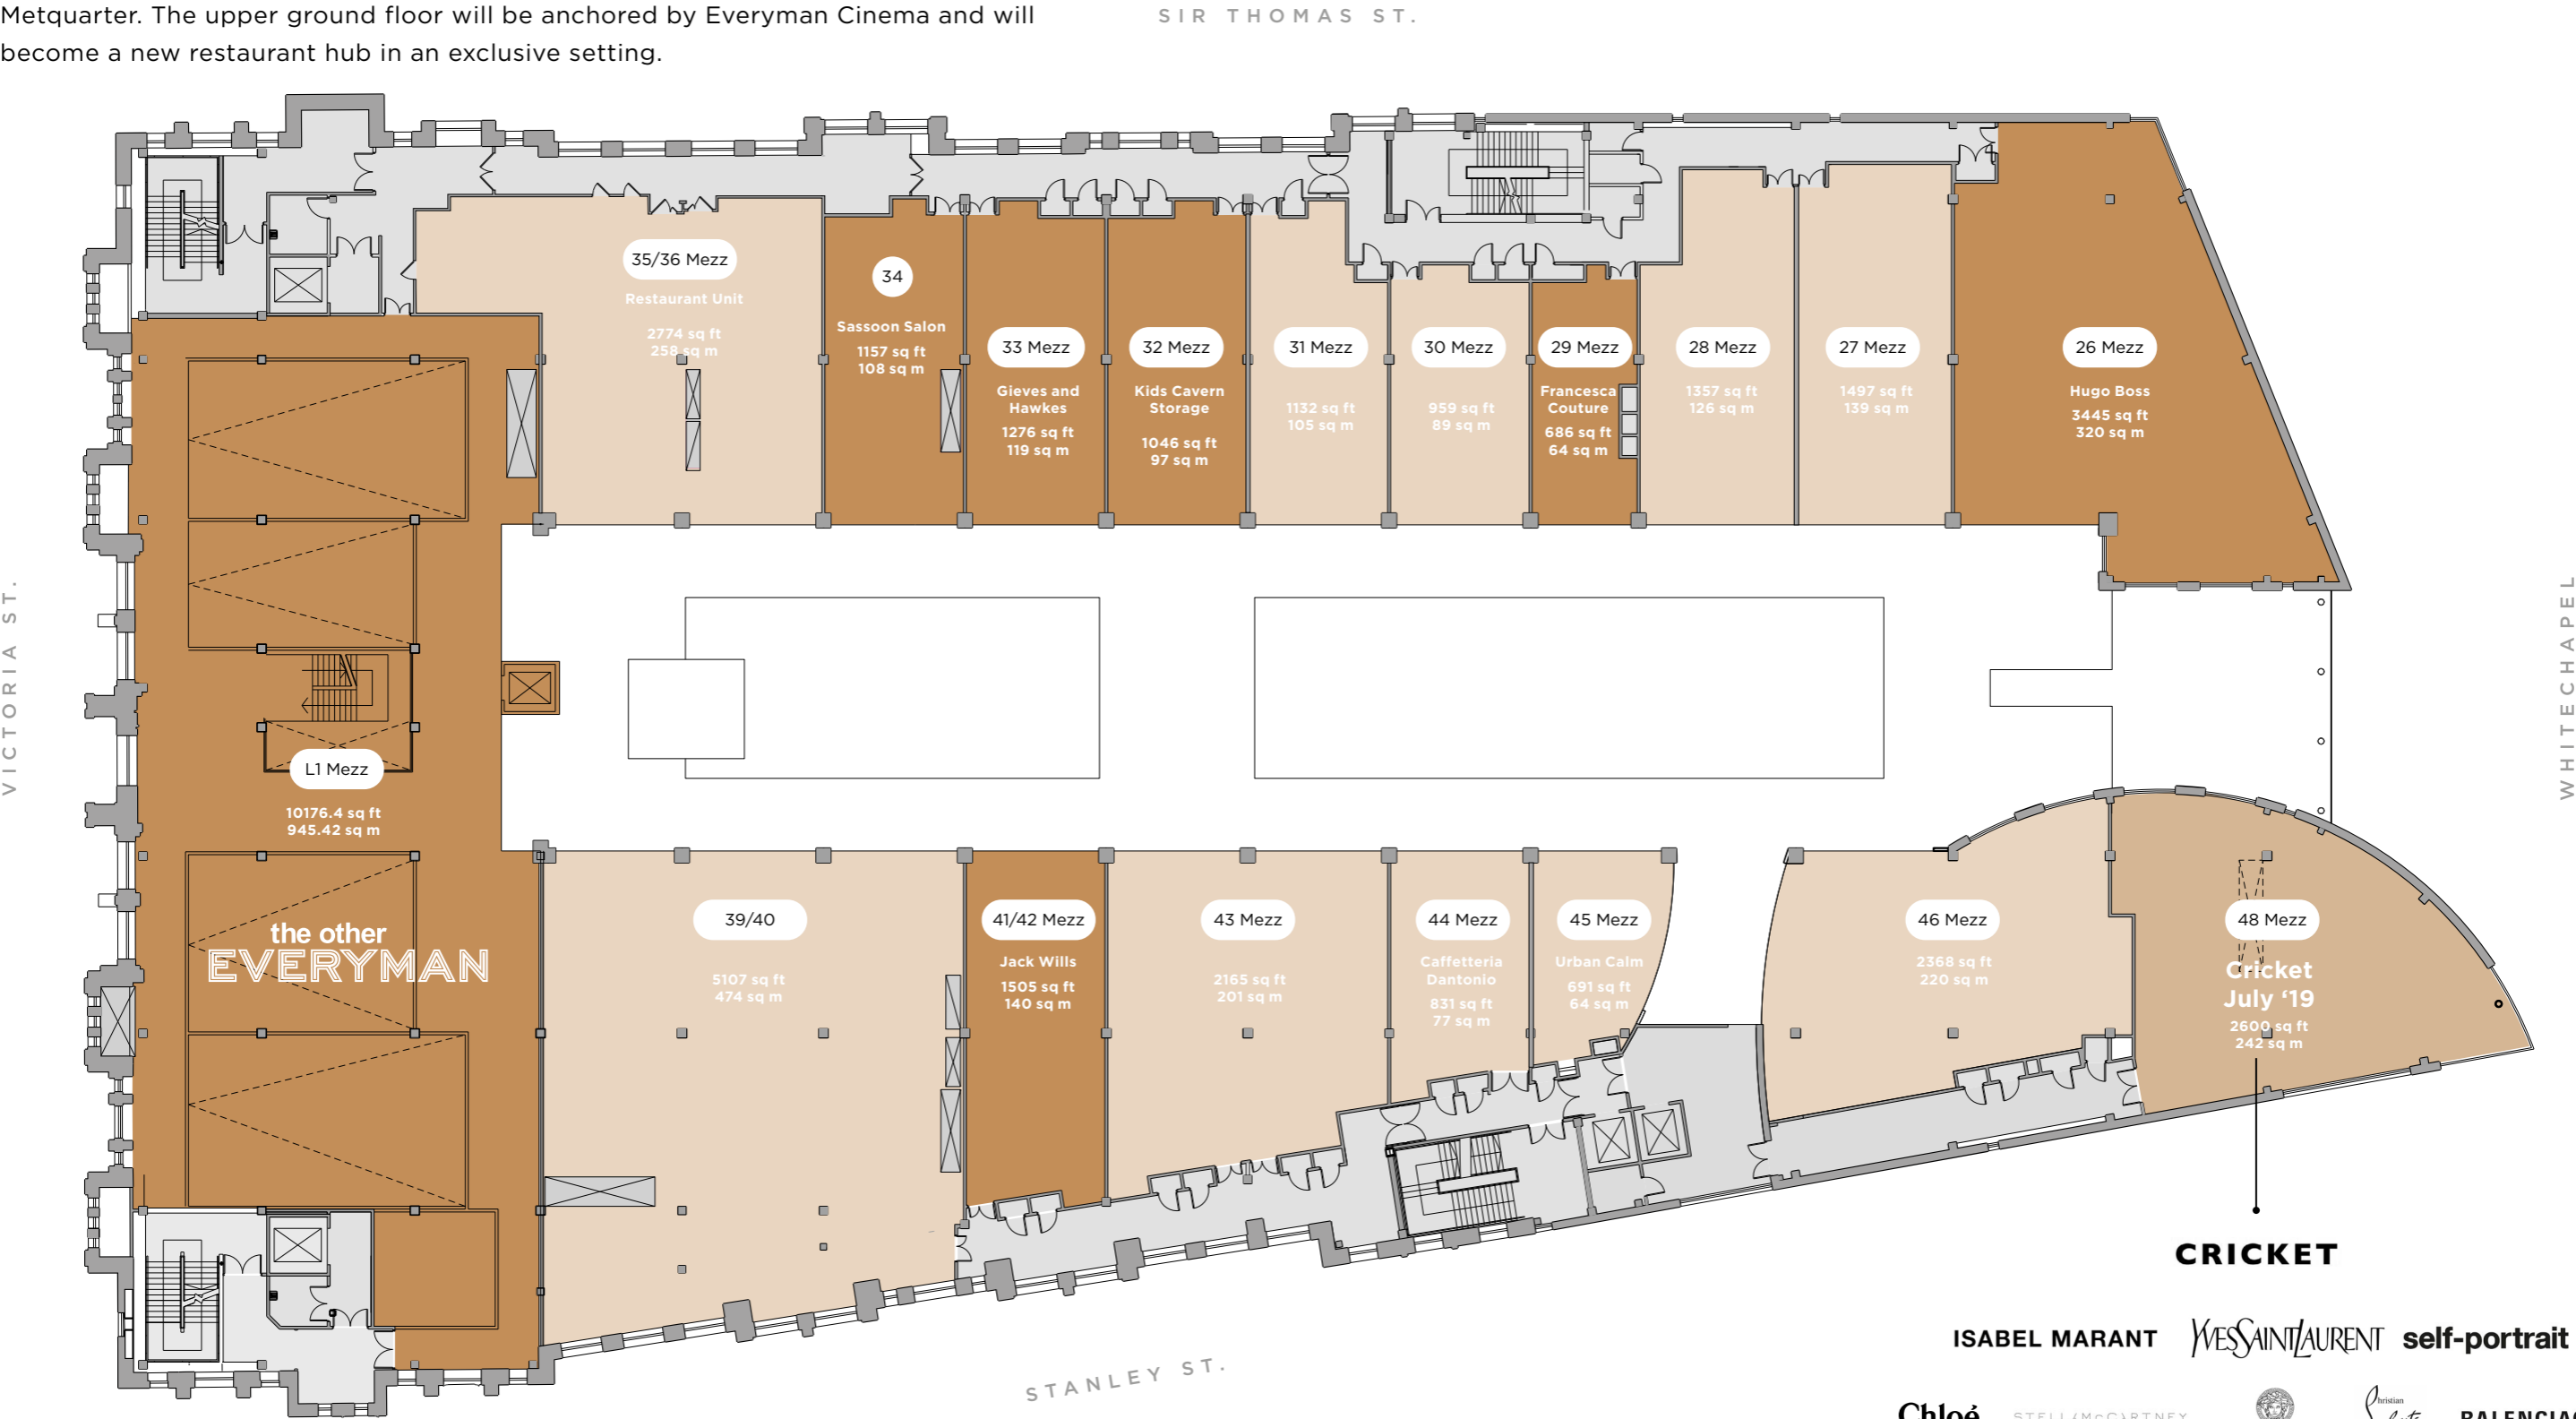 Metquarter. The upper ground floor will be anchored by Everyman Cinema and will
become a new restaurant hub in an exclusive setting.
SIR THOMAS ST.
VICTORIA ST.
WHITECHAPEL
35/36 Mezz
Restaurant Unit
2774 sq ft
258 sq m
34
Sassoon Salon
1157 sq ft
108 sq m
33 Mezz
Gieves and
Hawkes
1276 sq ft
119 sq m
32 Mezz
Kids Cavern
Storage
1046 sq ft
97 sq m
31 Mezz
1132 sq ft
105 sq m
30 Mezz
959 sq ft
89 sq m
29 Mezz
Francesca
Couture
686 sq ft
64 sq m
28 Mezz
1357 sq ft
126 sq m
27 Mezz
1497 sq ft
139 sq m
26 Mezz
Hugo Boss
3445 sq ft
320 sq m
L1 Mezz
10176.4 sq ft
945.42 sq m
the other
EVERYMAN
39/40
5107 sq ft
474 sq m
41/42 Mezz
Jack Wills
1505 sq ft
140 sq m
43 Mezz
2165 sq ft
201 sq m
44 Mezz
Caffetteria
Dantonio
831 sq ft
77 sq m
45 Mezz
Urban Calm
691 sq ft
64 sq m
46 Mezz
2368 sq ft
220 sq m
48 Mezz
Cricket
July ‘19
2600 sq ft
242 sq m
STANLEY ST.
CRICKET
ISABEL MARANT
YVESSAINTLAURENT
self-portrait
Chloé
STELLA McCARTNEY
Christian